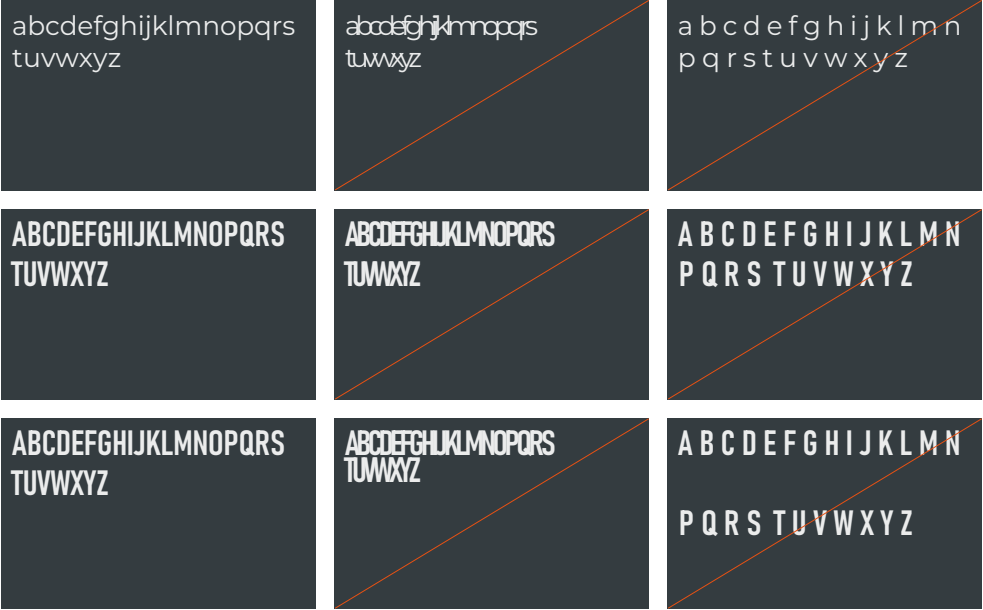 abcdefghijklmnopqrs
tuvwxyz
abcdefghijklmnopqrs
tuvwxyz
a b c d e f g h i j k l m n
p q r s t u v w x y z
ABCDEFGHIJKLMNOPQRS
TUVWXYZ
ABCDEFGHIJKLMNOPQRS
TUVWXYZ
A B C D E F G H I J K L M N
P Q R S T U V W X Y Z
ABCDEFGHIJKLMNOPQRS
TUVWXYZ
ABCDEFGHIJKLMNOPQRS
TUVWXYZ
A B C D E F G H I J K L M N
P Q R S T U V W X Y Z